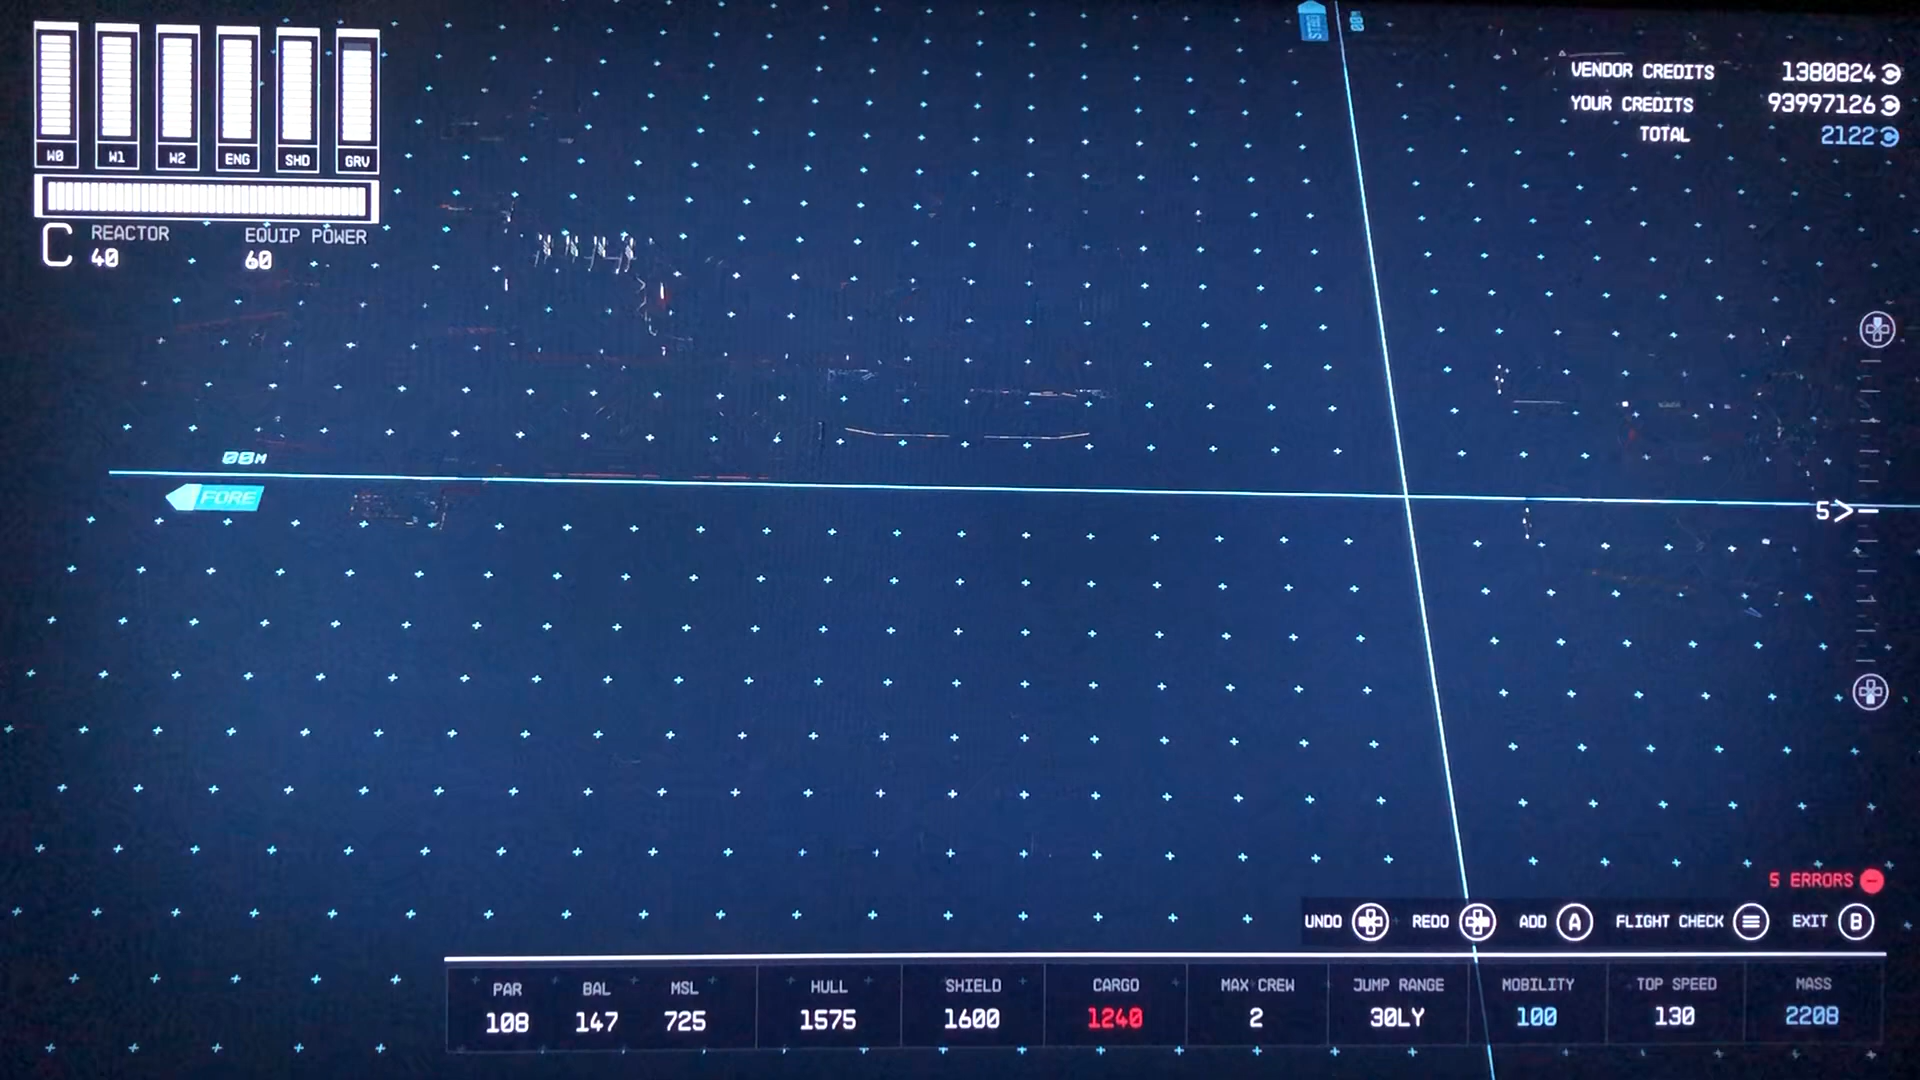 STBD
00M
VENDOR CREDITS 1380824
YOUR CREDITS 93997126
TOTAL 2122
W0 W1 W2 ENG SHD GRV
C REACTOR 40
EQUIP POWER 60
00M
FORE
5>
5 ERRORS
UNDO REDO ADD A FLIGHT CHECK EXIT B
PAR BAL MSL HULL SHIELD CARGO MAX CREW JUMP RANGE MOBILITY TOP SPEED MASS
108 147 725 1575 1600 1240 2 30LY 100 130 2208